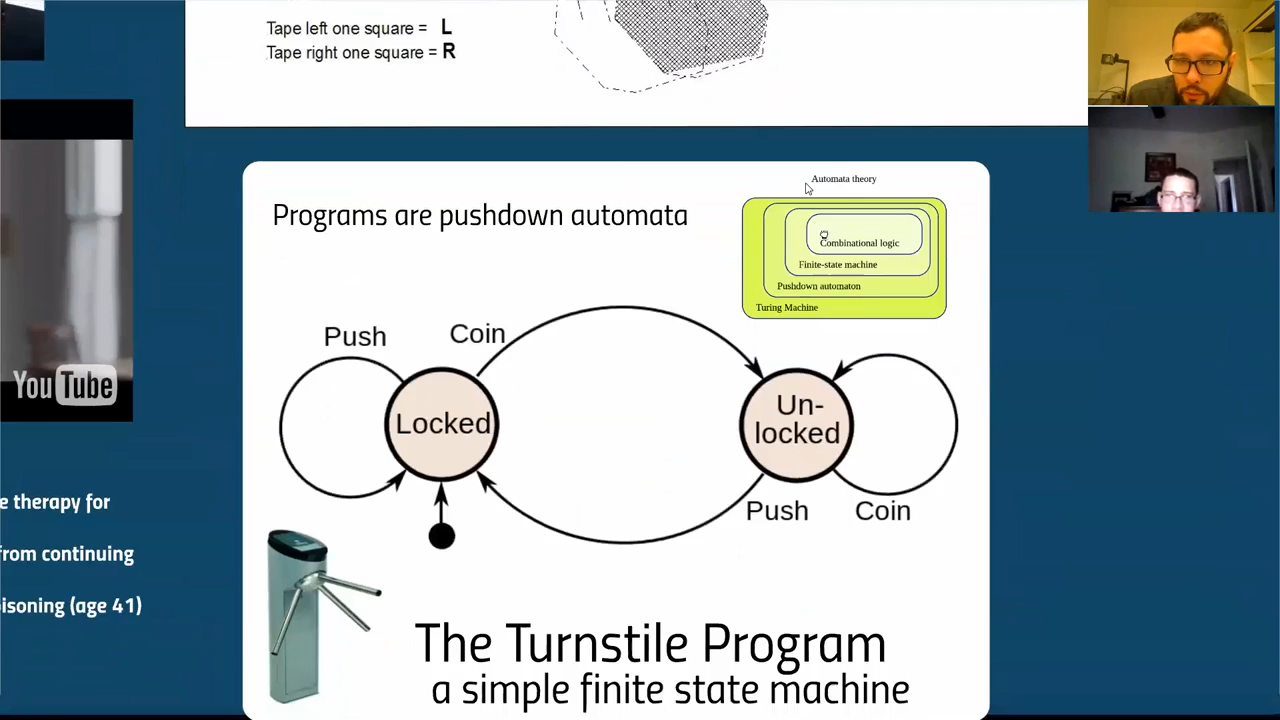 Tape left one square = L
Tape right one square = R
Programs are pushdown automata
Automata theory
Combinational logic
Finite-state machine
Pushdown automaton
Turing Machine
Push
Coin
Locked
Un-
locked
Push
Coin
YouTube
e therapy for
from continuing
isoning (age 41)
The Turnstile Program
a simple finite state machine